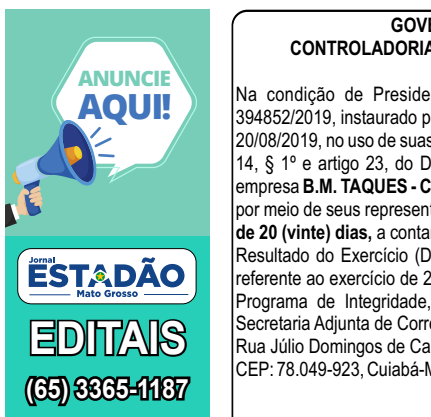 ANUNCIE
AQUI!
Jornal
ESTADÃO
Mato Grosso
EDITAIS
(65) 3365-1187
GOVE
CONTROLADORIA
Na condição de Preside
394852/2019, instaurado p
20/08/2019, no uso de suas
14, § 1º e artigo 23, do D
empresa B.M. TAQUES - C
por meio de seus represent
de 20 (vinte) dias, a contar
Resultado do Exercício (D
referente ao exercício de 2
Programa de Integridade,
Secretaria Adjunta de Corre
Rua Júlio Domingos de Ca
CEP: 78.049-923, Cuiabá-M